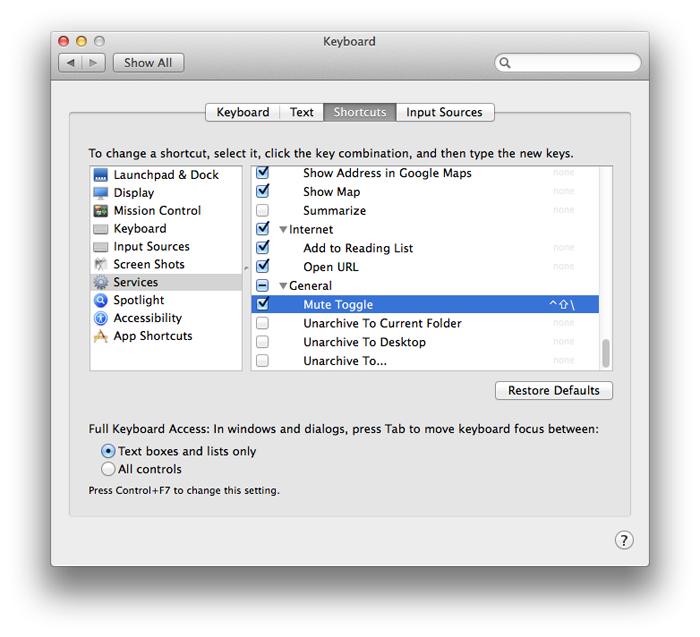 Keyboard
Show All
Keyboard Text Shortcuts Input Sources
To change a shortcut, select it, click the key combination, and then type the new keys.
Launchpad & Dock
Display
Mission Control
Keyboard
Input Sources
Screen Shots
Services
Spotlight
Accessibility
App Shortcuts
Show Address in Google Maps none
Show Map none
Summarize none
Internet
Add to Reading List none
Open URL none
General
Mute Toggle ^⇧\
Unarchive To Current Folder none
Unarchive To Desktop none
Unarchive To... none
Restore Defaults
Full Keyboard Access: In windows and dialogs, press Tab to move keyboard focus between:
Text boxes and lists only
All controls
Press Control+F7 to change this setting.
?